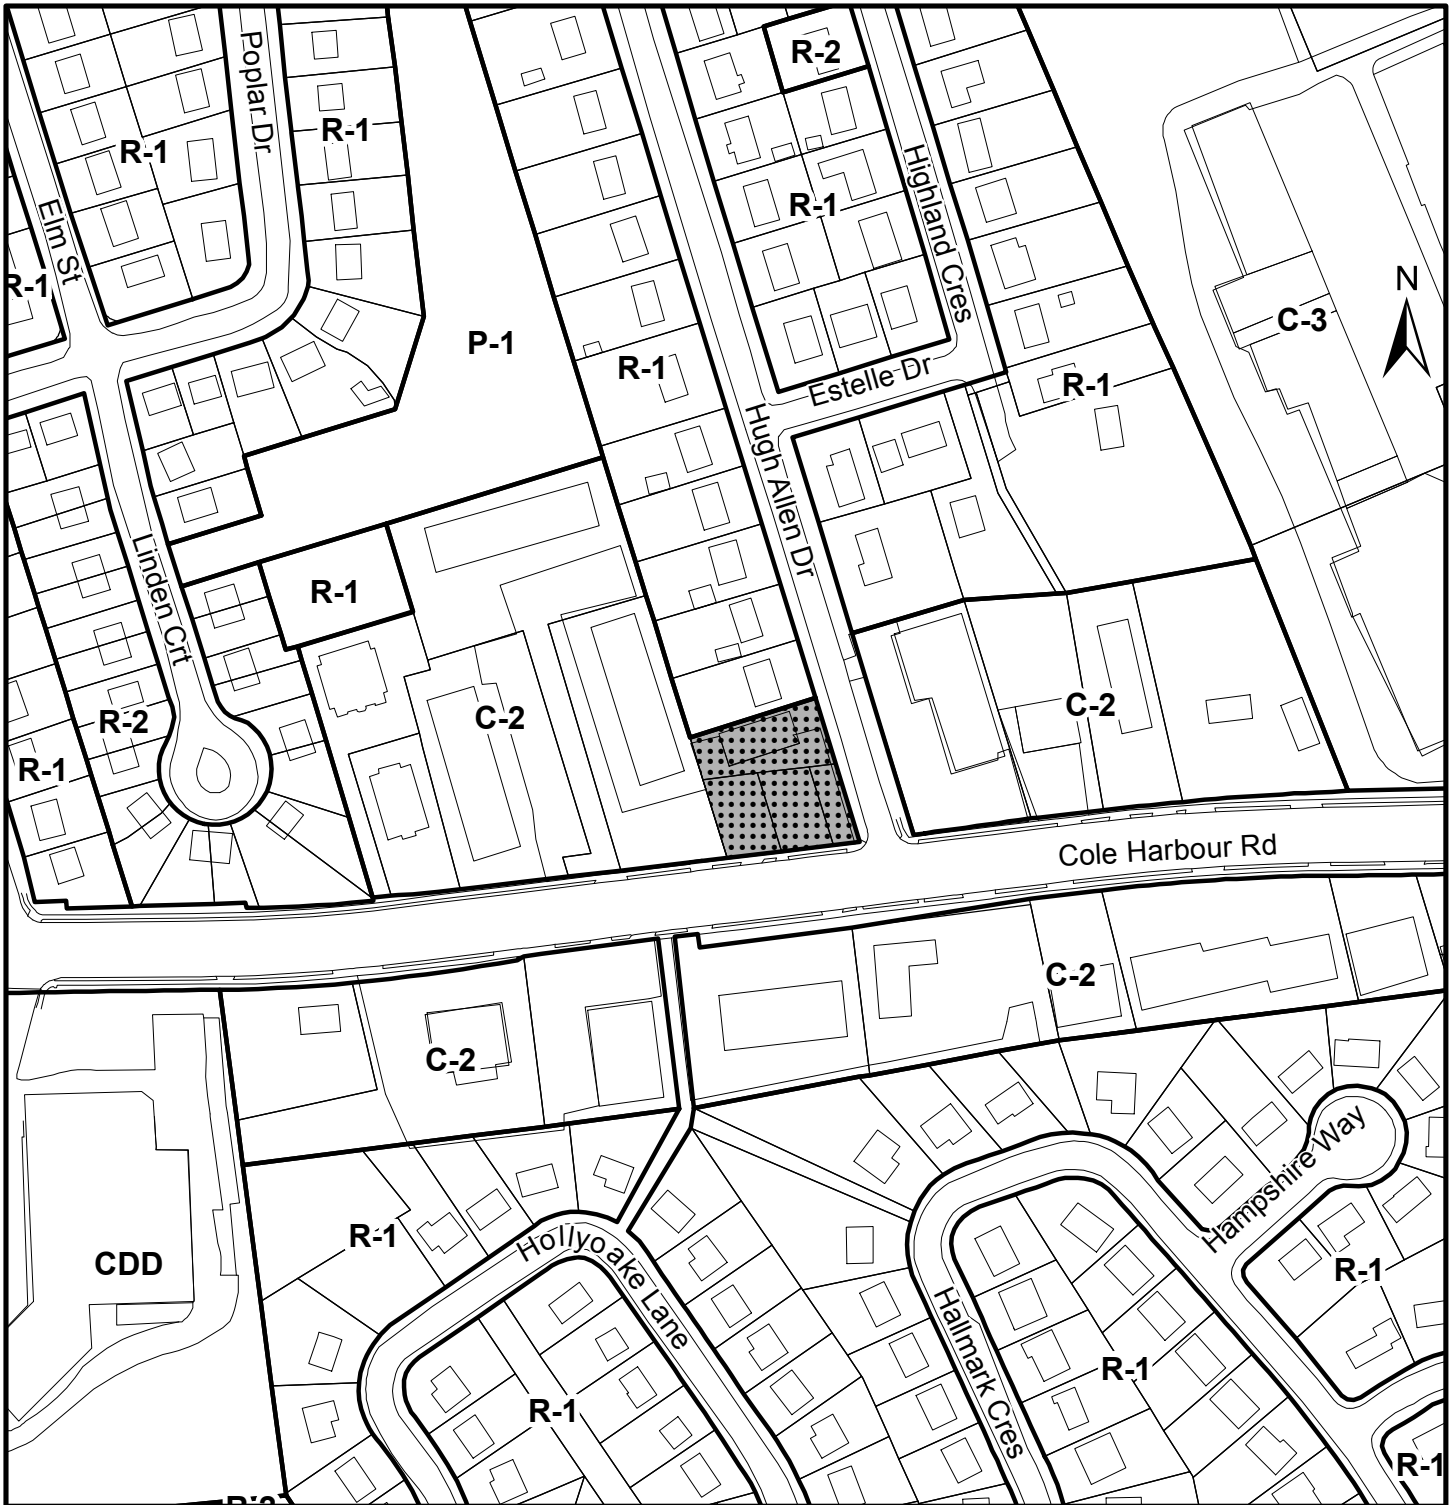 R-2
Poplar Dr
R-1
R-1
Highland Cres
R-1
Elm St
R-1
N
C-3
P-1
R-1
Estelle Dr
R-1
Hugh Allen Dr
Linden Crt
R-1
C-2
C-2
R-2
R-1
Cole Harbour Rd
C-2
C-2
Hampshire Way
R-1
CDD
Hollyoake Lane
R-1
Hallmark Cres
R-1
R-1
R-1